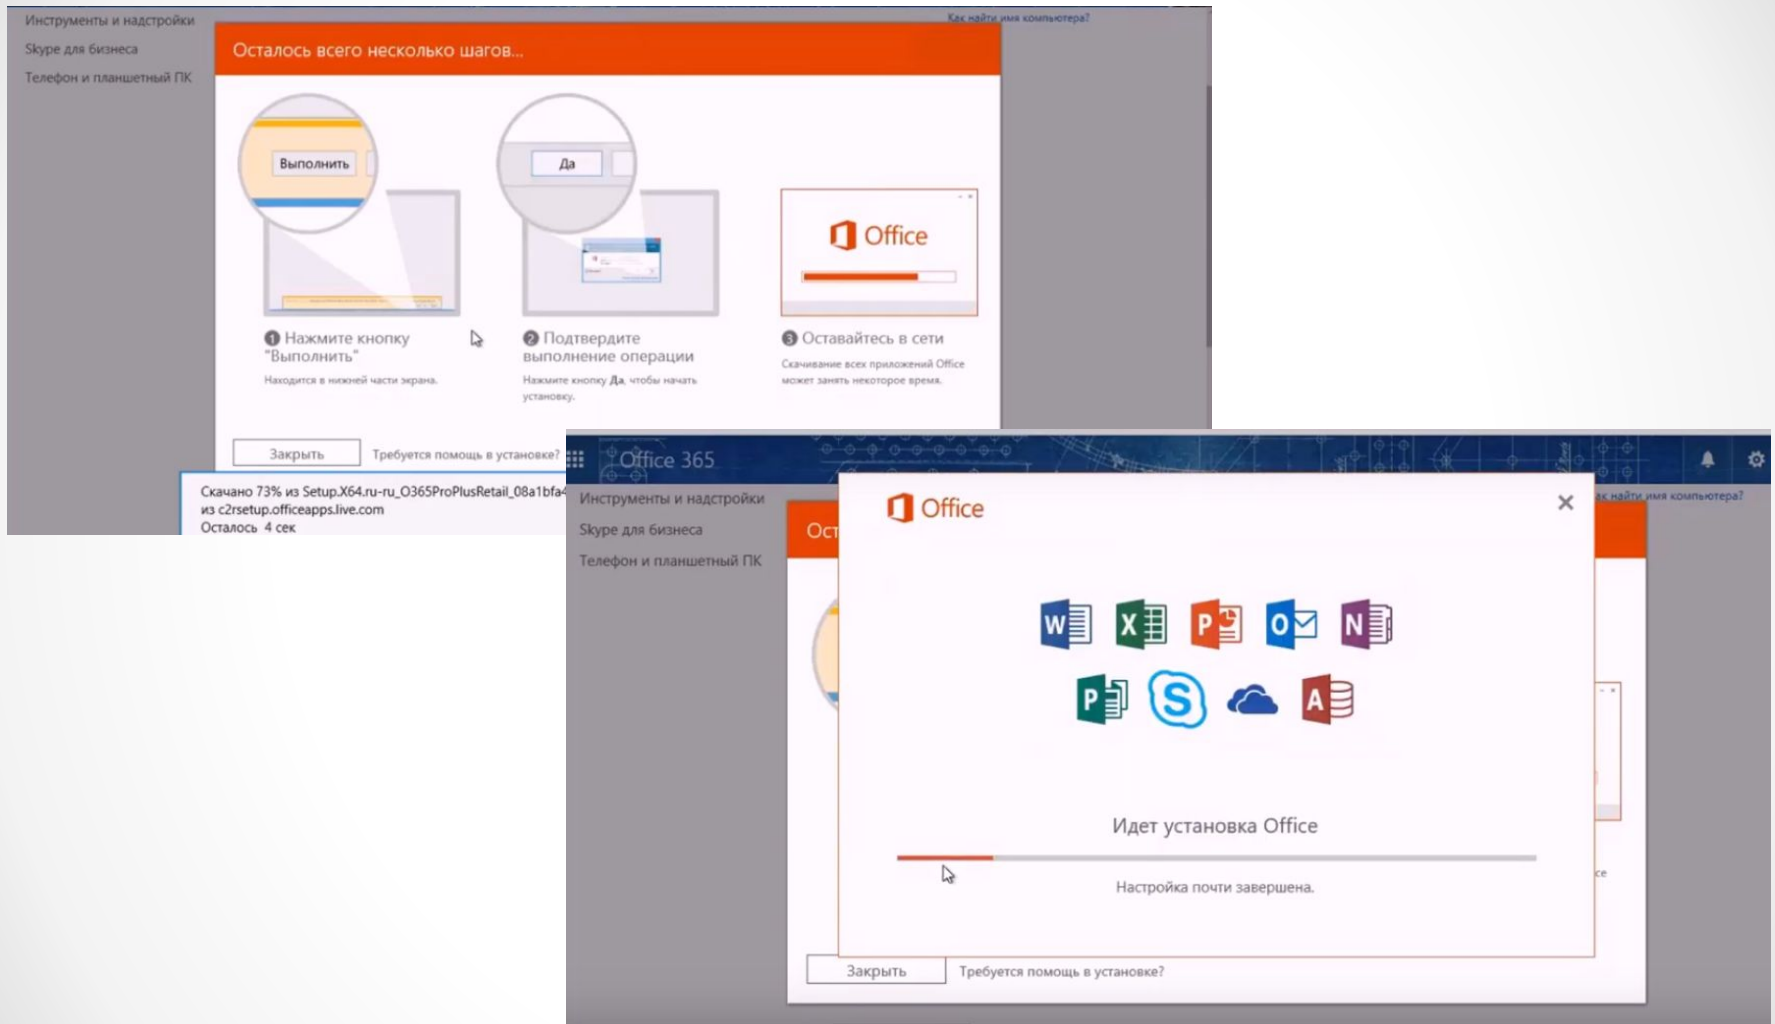 Инструменты и надстройки
Skype для бизнеса
Телефон и планшетный ПК
Как найти имя компьютера?
Осталось всего несколько шагов...
Выполнить
Да
Office
1 Нажмите кнопку
"Выполнить"
Находится в нижней части экрана.
2 Подтвердите
выполнение операции
Нажмите кнопку Да, чтобы начать
установку.
3 Оставайтесь в сети
Скачивание всех приложений Office
может занять некоторое время.
Закрыть
Требуется помощь в установке?
Скачано 73% из Setup.X64.ru-ru_O365ProPlusRetail_08a1bfa4
из c2rsetup.officeapps.live.com
Осталось 4 сек
Office 365
Инструменты и надстройки
Skype для бизнеса
Телефон и планшетный ПК
ак найти имя компьютера?
Ост
Office
W
X
P
O
N
P
S
A
Идет установка Office
Настройка почти завершена.
ce
Закрыть
Требуется помощь в установке?